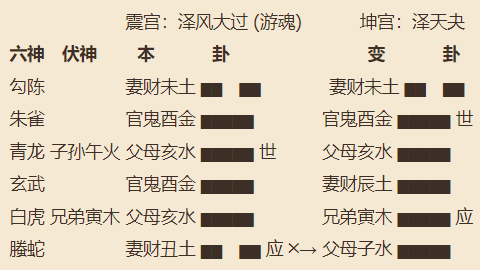 震宫：泽风大过 (游魂) 坤宫：泽天夬
六神 伏神 本 卦 变 卦
勾陈 妻财未土 妻财未土
朱雀 官鬼酉金 官鬼酉金 世
青龙 子孙午火 父母亥水 世 父母亥水
玄武 官鬼酉金 妻财辰土
白虎 兄弟寅木 父母亥水 兄弟寅木 应
螣蛇 妻财丑土 应 ×→ 父母子水